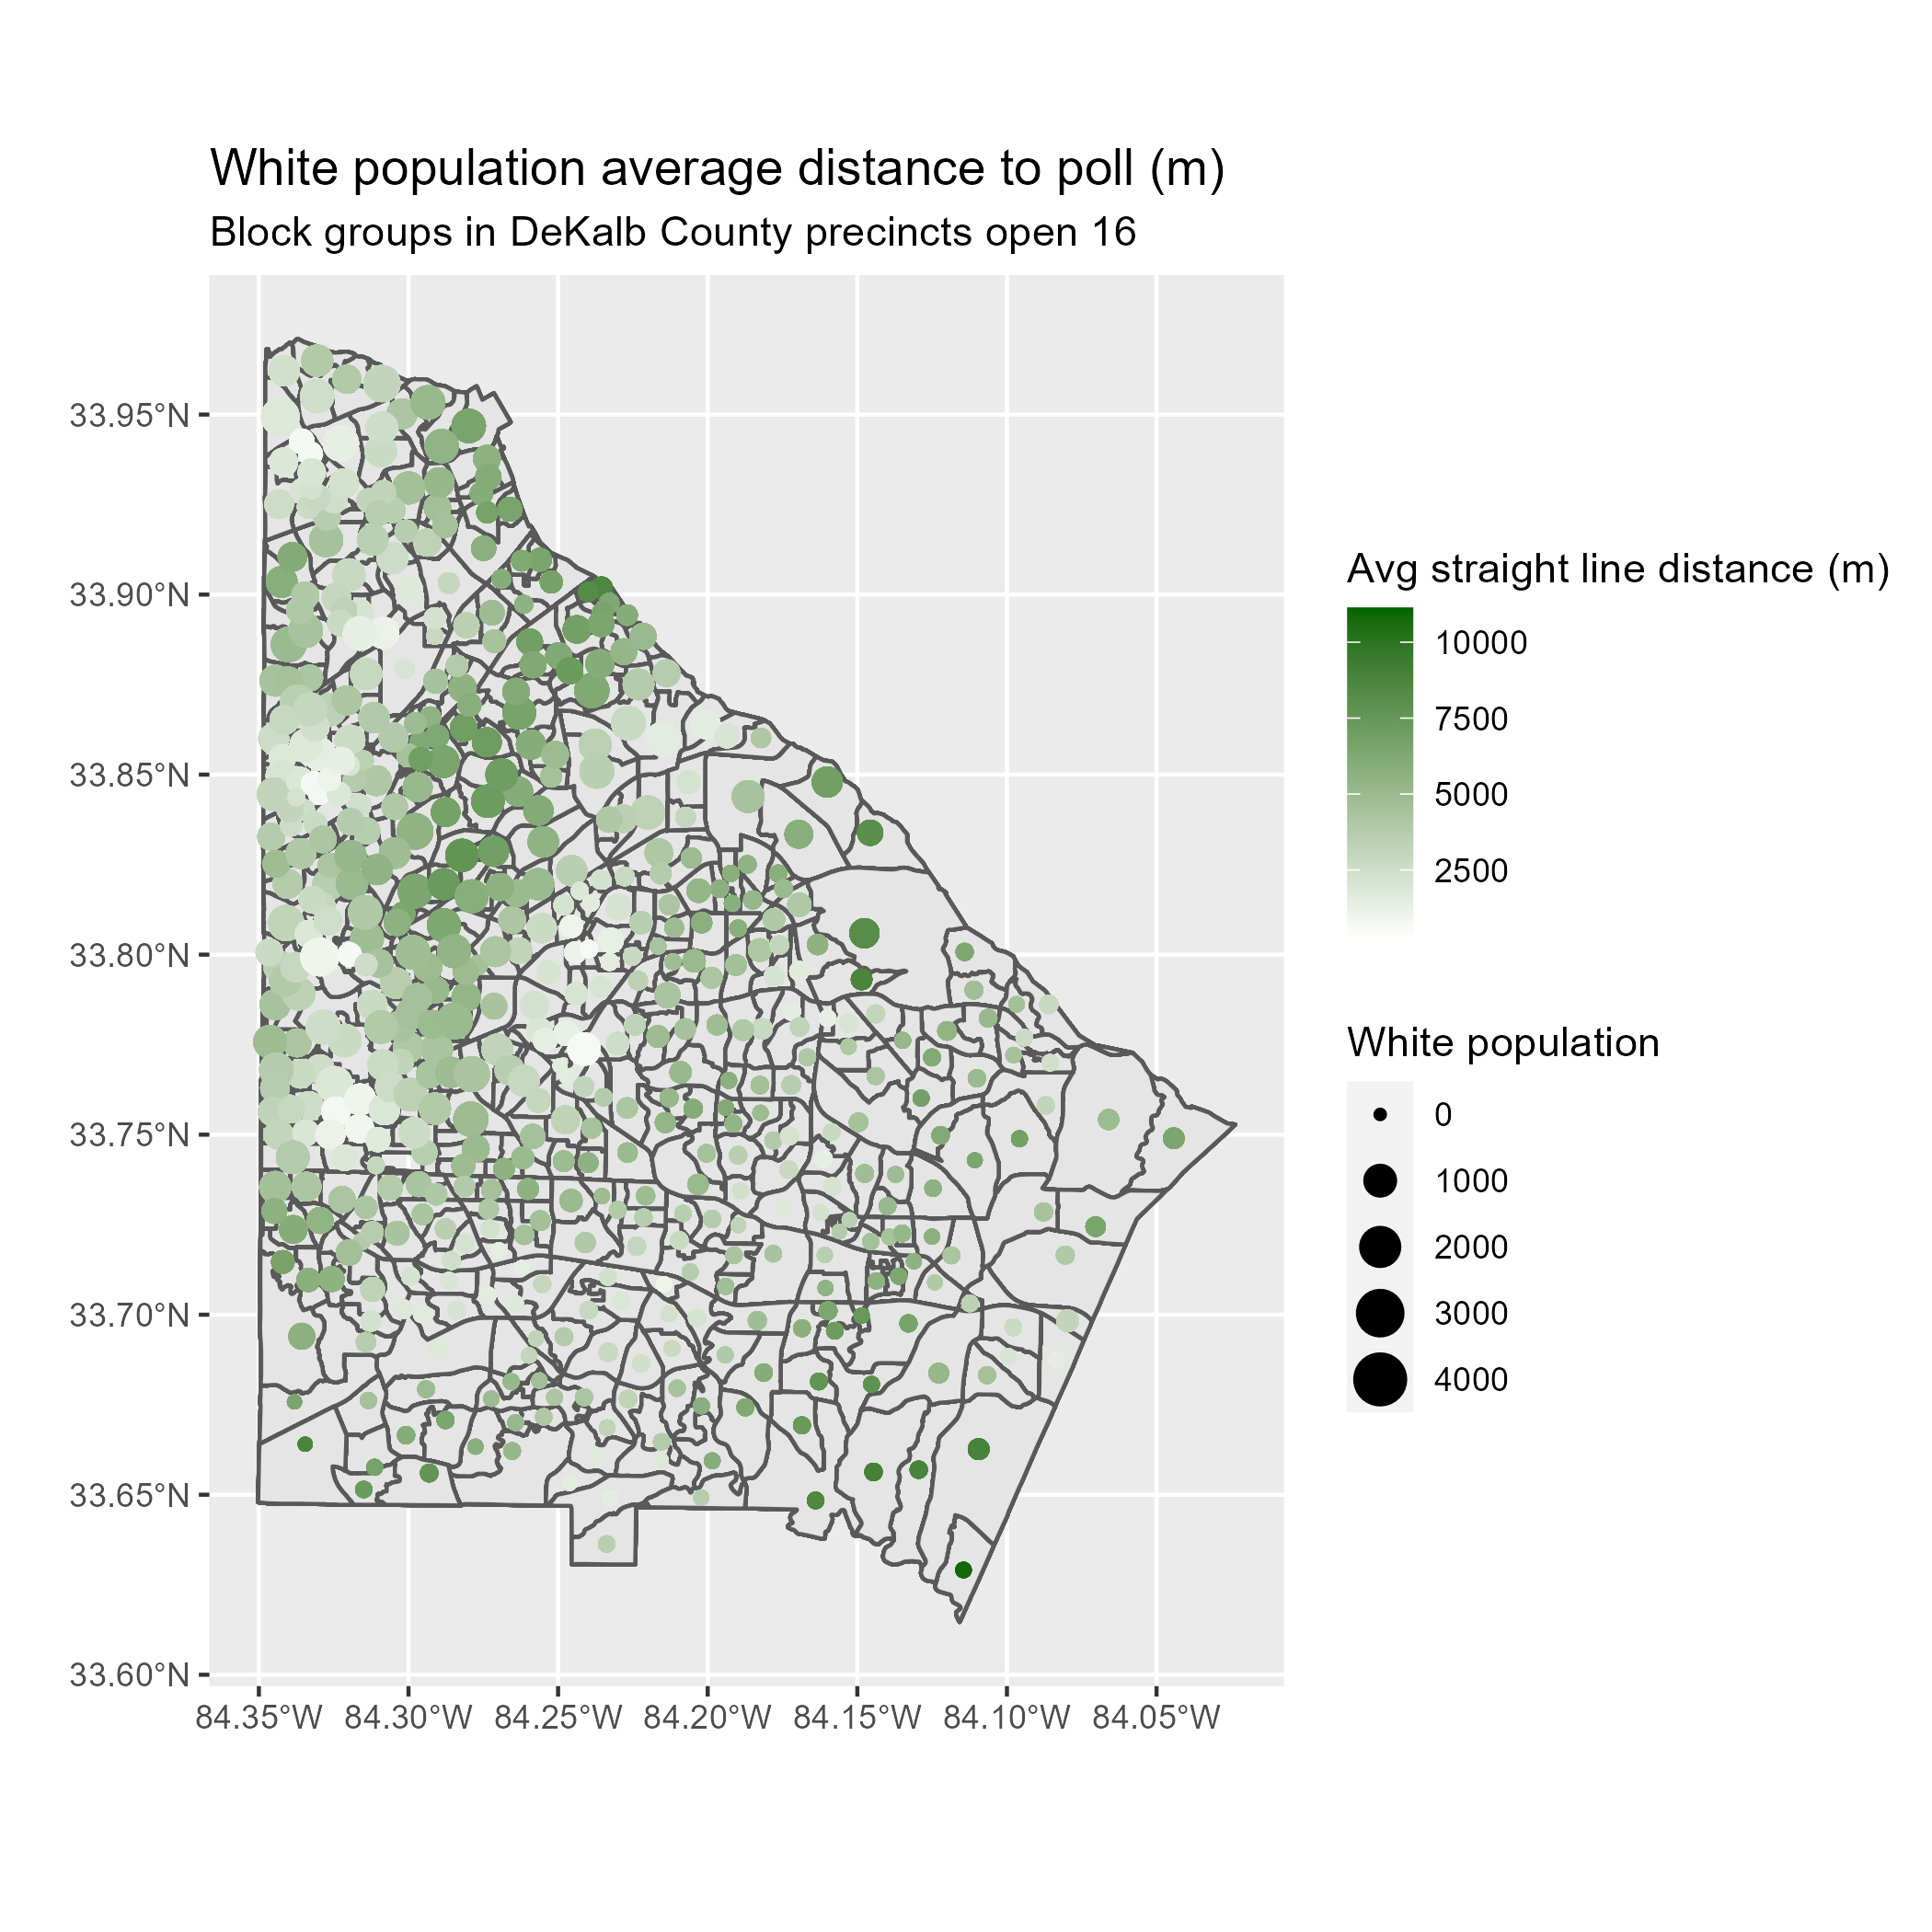 White population average distance to poll (m)
Block groups in DeKalb County precincts open 16
33.95°N
33.90°N
33.85°N
33.80°N
33.75°N
33.70°N
33.65°N
33.60°N
84.35°W 84.30°W 84.25°W 84.20°W 84.15°W 84.10°W 84.05°W
Avg straight line distance (m)
10000
7500
5000
2500
White population
0
1000
2000
3000
4000